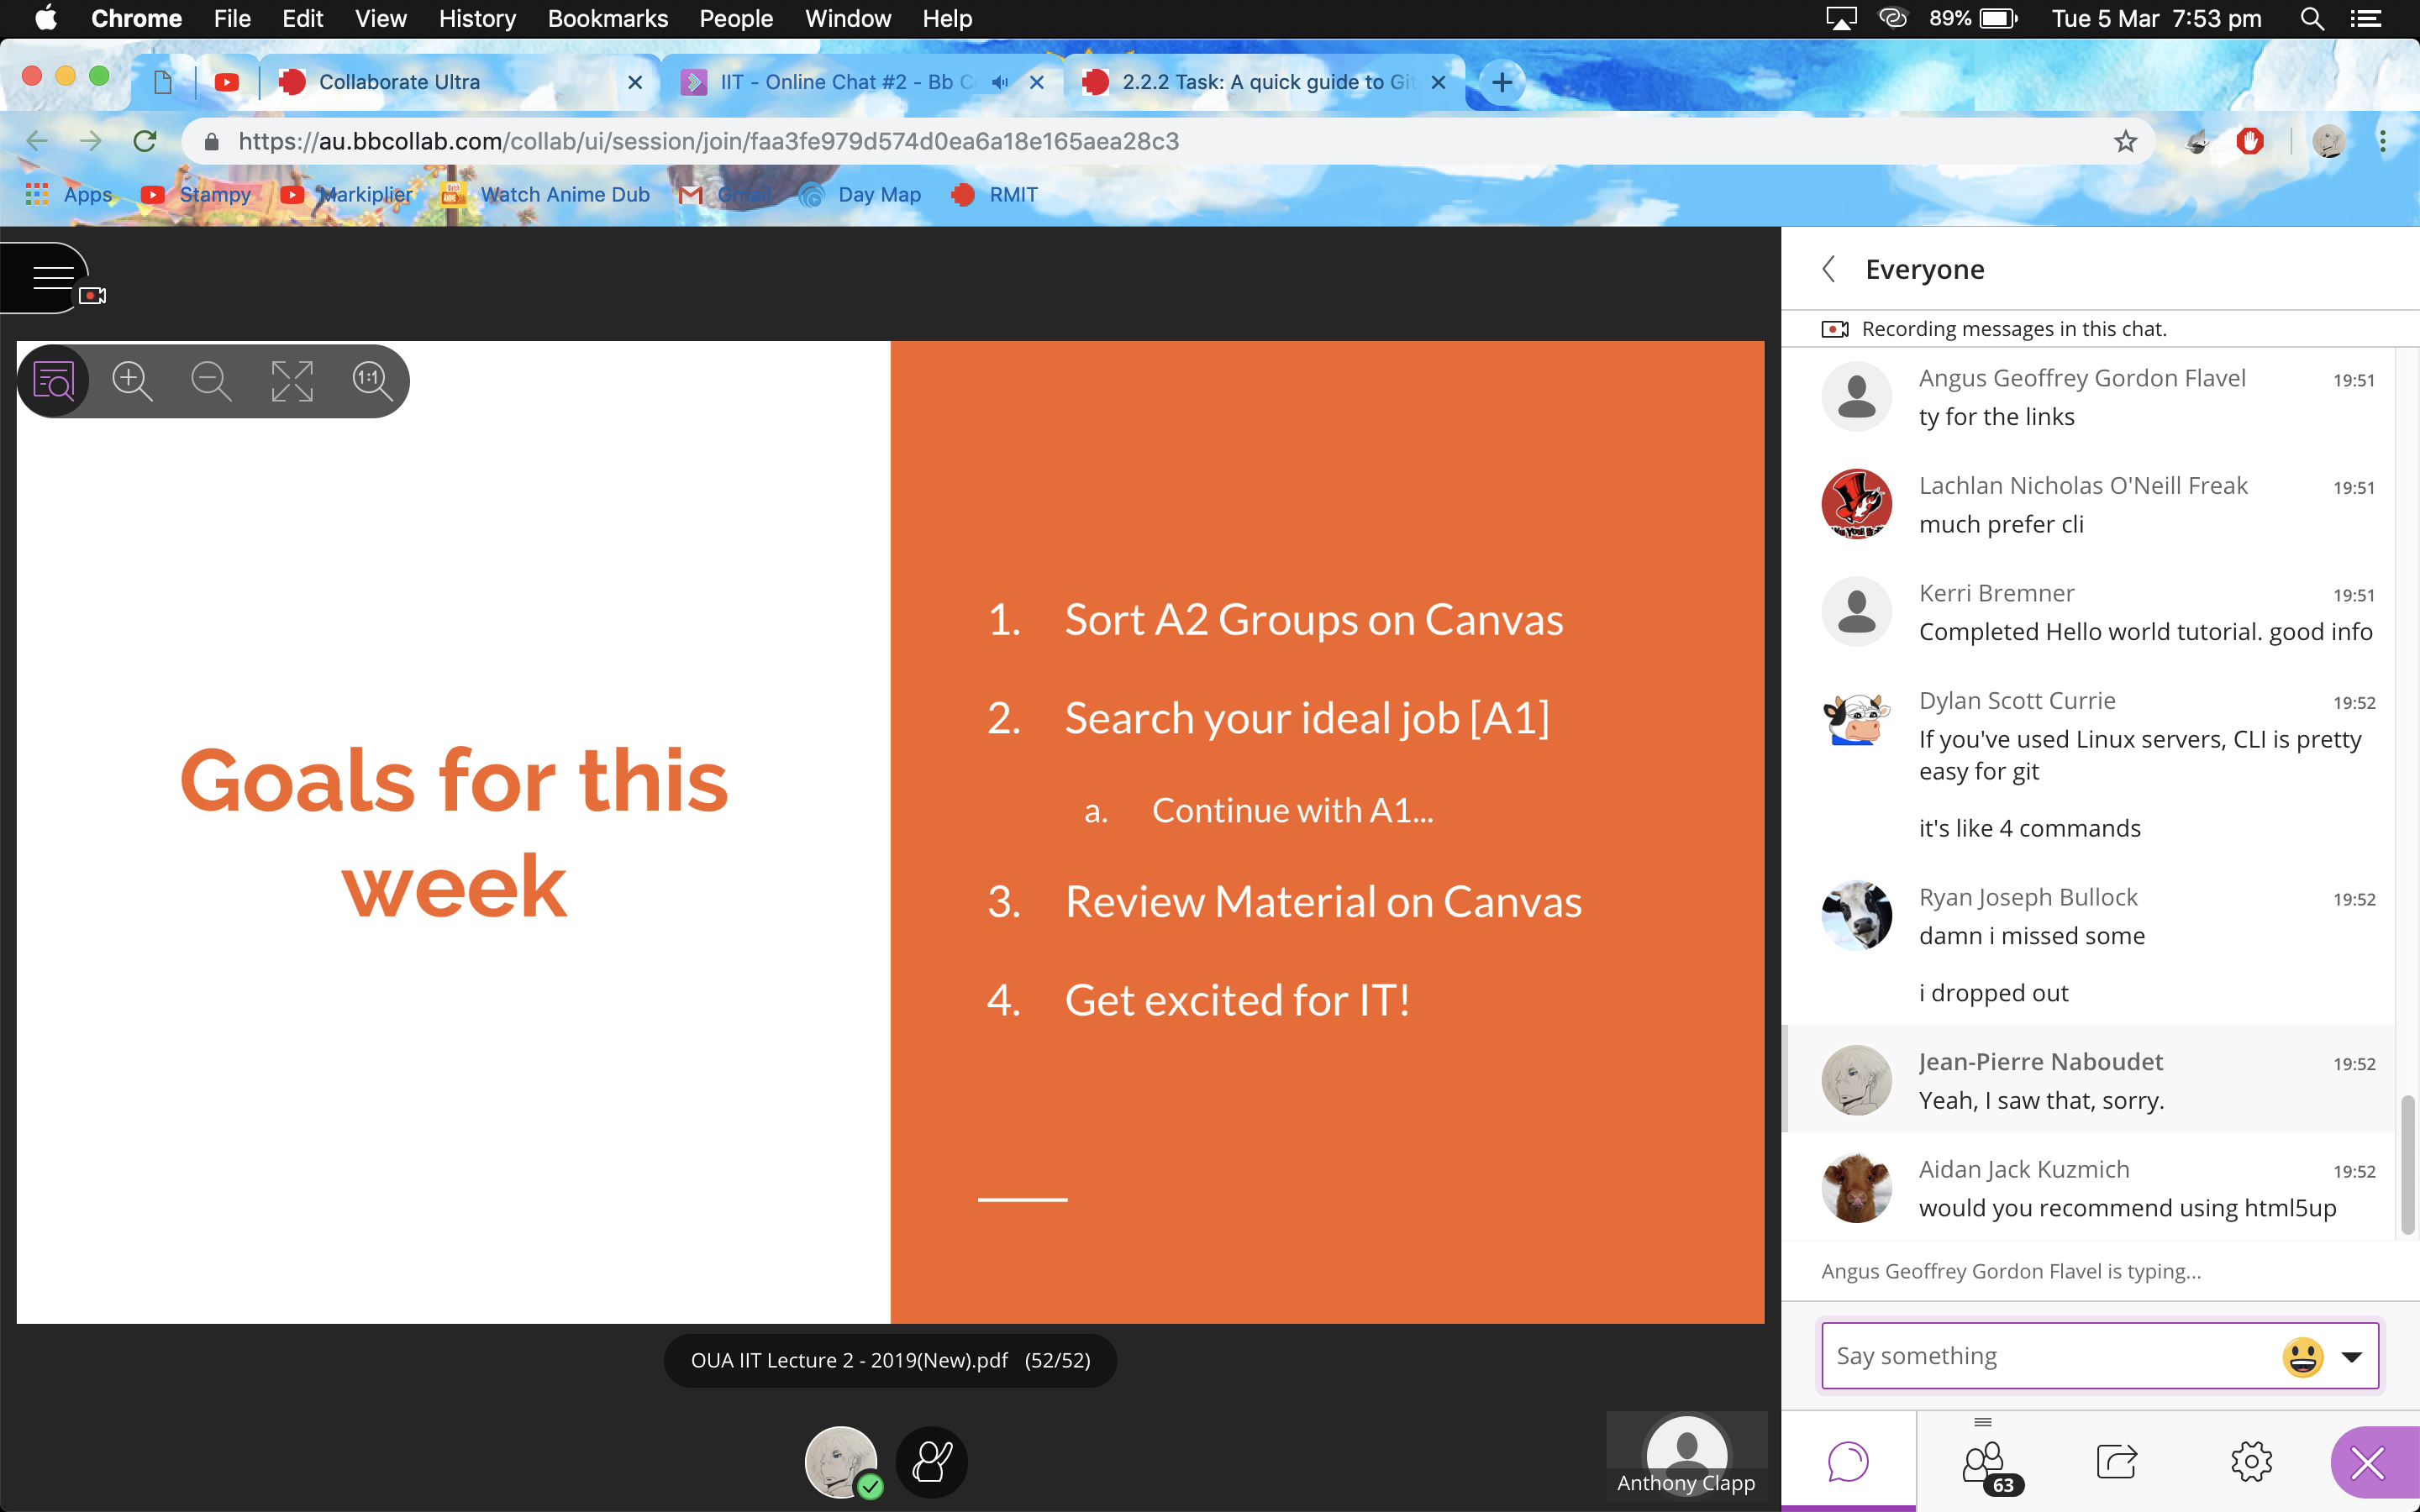 Chrome File Edit View History Bookmarks People Window Help 89% Tue 5 Mar 7:53 pm
Collaborate Ultra IIT - Online Chat #2 - Bb C 2.2.2 Task: A quick guide to Git
https://au.bbcollab.com/collab/ui/session/join/faa3fe979d574d0ea6a18e165aea28c3
Apps Stampy Markiplier Watch Anime Dub Gmail Day Map RMIT
1:1
Goals for this
week
1. Sort A2 Groups on Canvas
2. Search your ideal job [A1]
a. Continue with A1...
3. Review Material on Canvas
4. Get excited for IT!
OUA IIT Lecture 2 - 2019(New).pdf (52/52)
Anthony Clapp
Everyone
Recording messages in this chat.
Angus Geoffrey Gordon Flavel 19:51
ty for the links
Lachlan Nicholas O'Neill Freak 19:51
much prefer cli
Kerri Bremner 19:51
Completed Hello world tutorial. good info
Dylan Scott Currie 19:52
If you've used Linux servers, CLI is pretty
easy for git
it's like 4 commands
Ryan Joseph Bullock 19:52
damn i missed some
i dropped out
Jean-Pierre Naboudet 19:52
Yeah, I saw that, sorry.
Aidan Jack Kuzmich 19:52
would you recommend using html5up
Angus Geoffrey Gordon Flavel is typing...
Say something
63